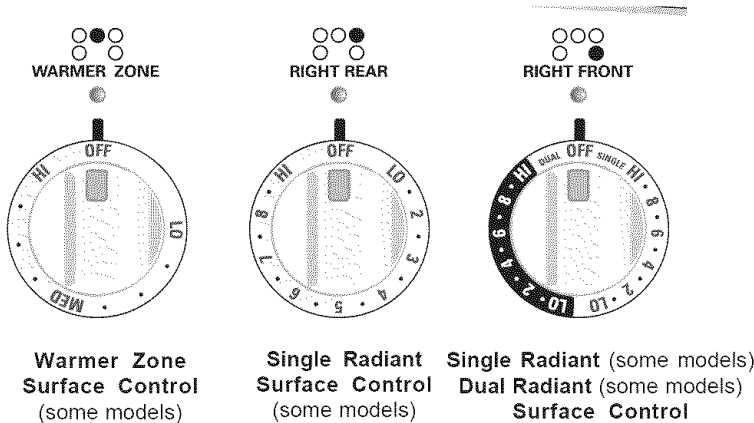 WARMER ZONE
OFF
LO
MED
HI
Warmer Zone
Surface Control
(some models)
RIGHT REAR
OFF
LO · 2 · 3 · 4 · 5 · 6 · 7 · 8 · HI
Single Radiant
Surface Control
(some models)
RIGHT FRONT
DUAL OFF SINGLE
HI · 8 · 6 · 4 · 2 · LO
LO · 2 · 4 · 6 · 8 · HI
Single Radiant (some models)
Dual Radiant (some models)
Surface Control